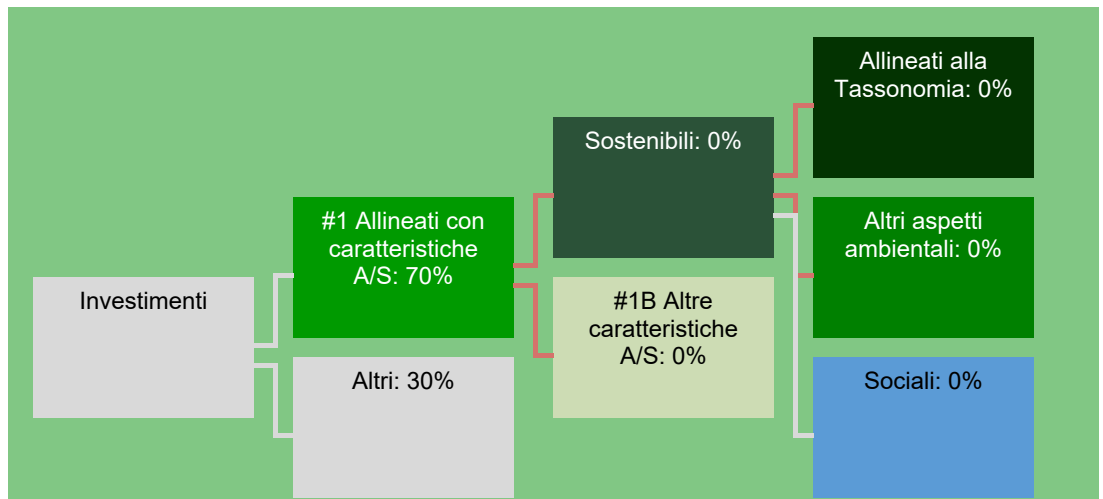 Investimenti
#1 Allineati con
caratteristiche
A/S: 70%
Altri: 30%
Sostenibili: 0%
#1B Altre
caratteristiche
A/S: 0%
Allineati alla
Tassonomia: 0%
Altri aspetti
ambientali: 0%
Sociali: 0%